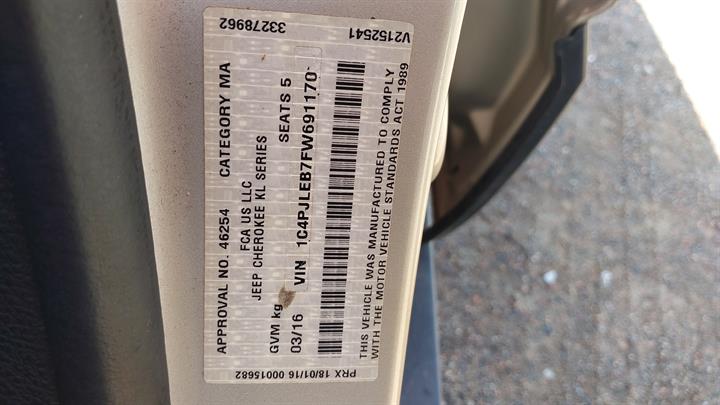 33278962
V2152541
APPROVAL NO. 46254 CATEGORY MA
FCA US LLC
JEEP CHEROKEE KL SERIES
GVM kg SEATS 5
03/16 VIN 1C4PJLEB7FW691170
THIS VEHICLE WAS MANUFACTURED TO COMPLY
WITH THE MOTOR VEHICLE STANDARDS ACT 1989
PRX 18/01/16 00015682